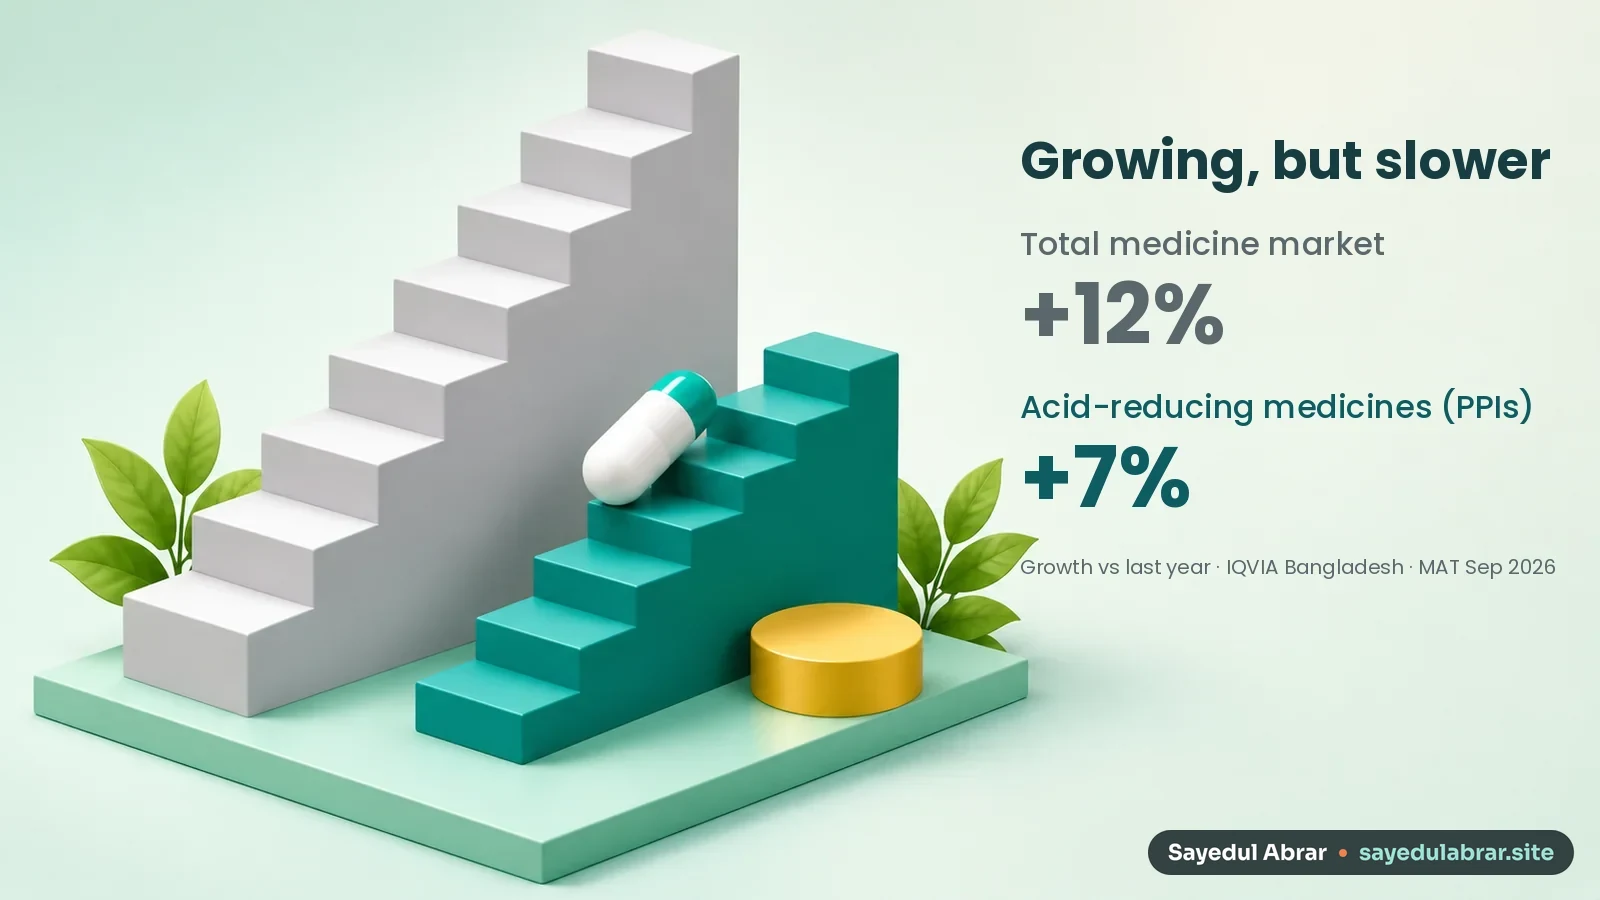 Growing, but slower
Total medicine market
+12%
Acid-reducing medicines (PPIs)
+7%
Growth vs last year · IQVIA Bangladesh · MAT Sep 2026
Sayedul Abrar • sayedulabrar.site